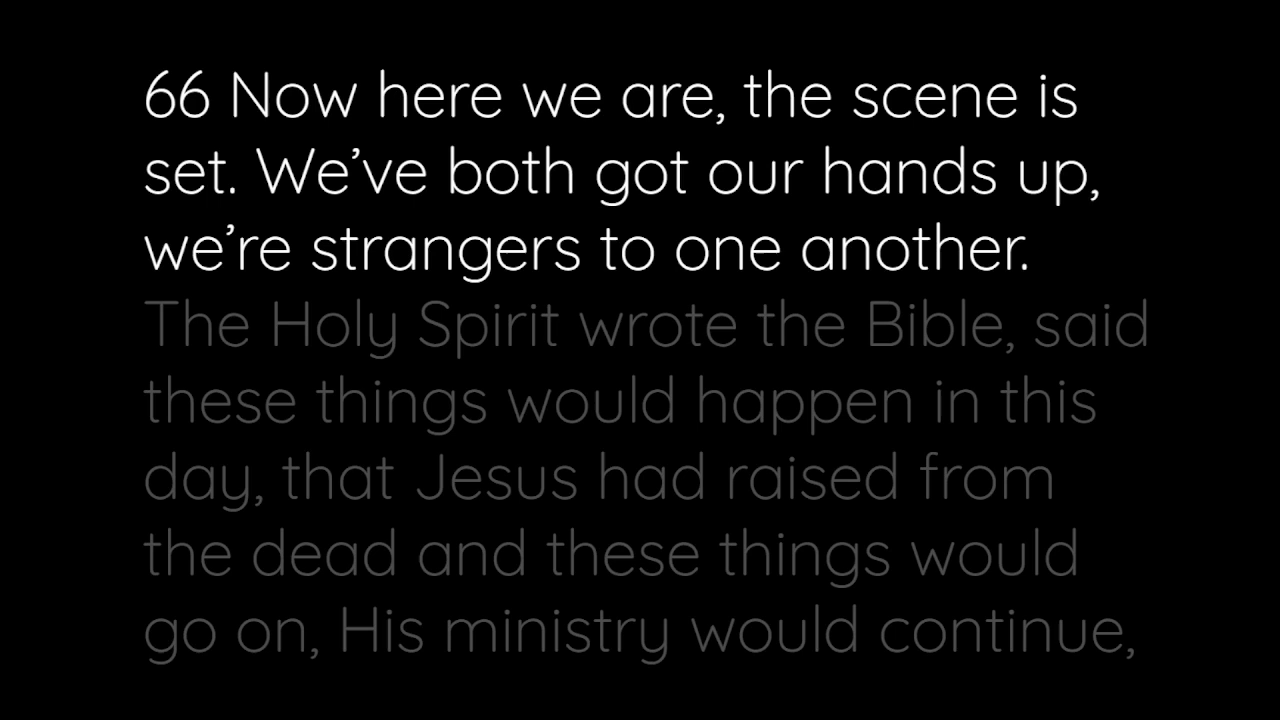 66 Now here we are, the scene is
set. We’ve both got our hands up,
we’re strangers to one another.
The Holy Spirit wrote the Bible, said
these things would happen in this
day, that Jesus had raised from
the dead and these things would
go on, His ministry would continue,